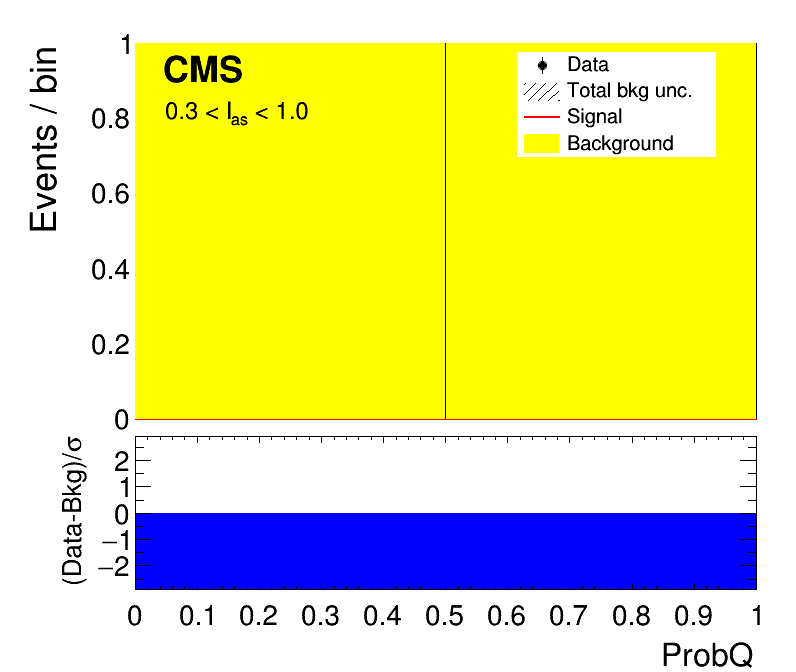 CMS
0.3 < I_as < 1.0
Data
Total bkg unc.
Signal
Background
Events / bin
1
0.8
0.6
0.4
0.2
0
(Data-Bkg)/σ
2
1
0
−1
−2
0 0.1 0.2 0.3 0.4 0.5 0.6 0.7 0.8 0.9 1
ProbQ